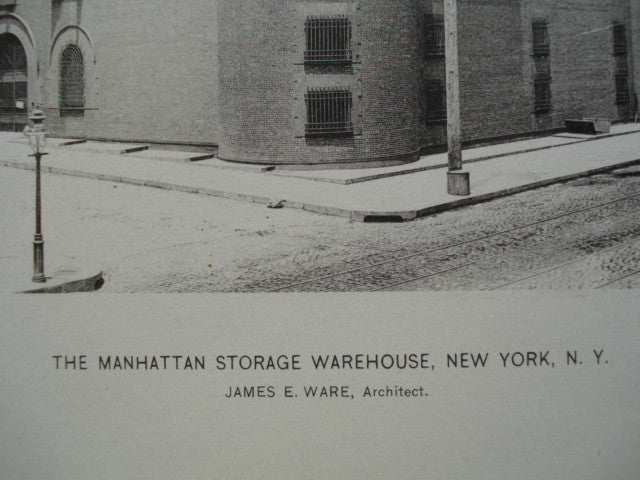 THE MANHATTAN STORAGE WAREHOUSE, NEW YORK, N. Y.
JAMES E. WARE, Architect.